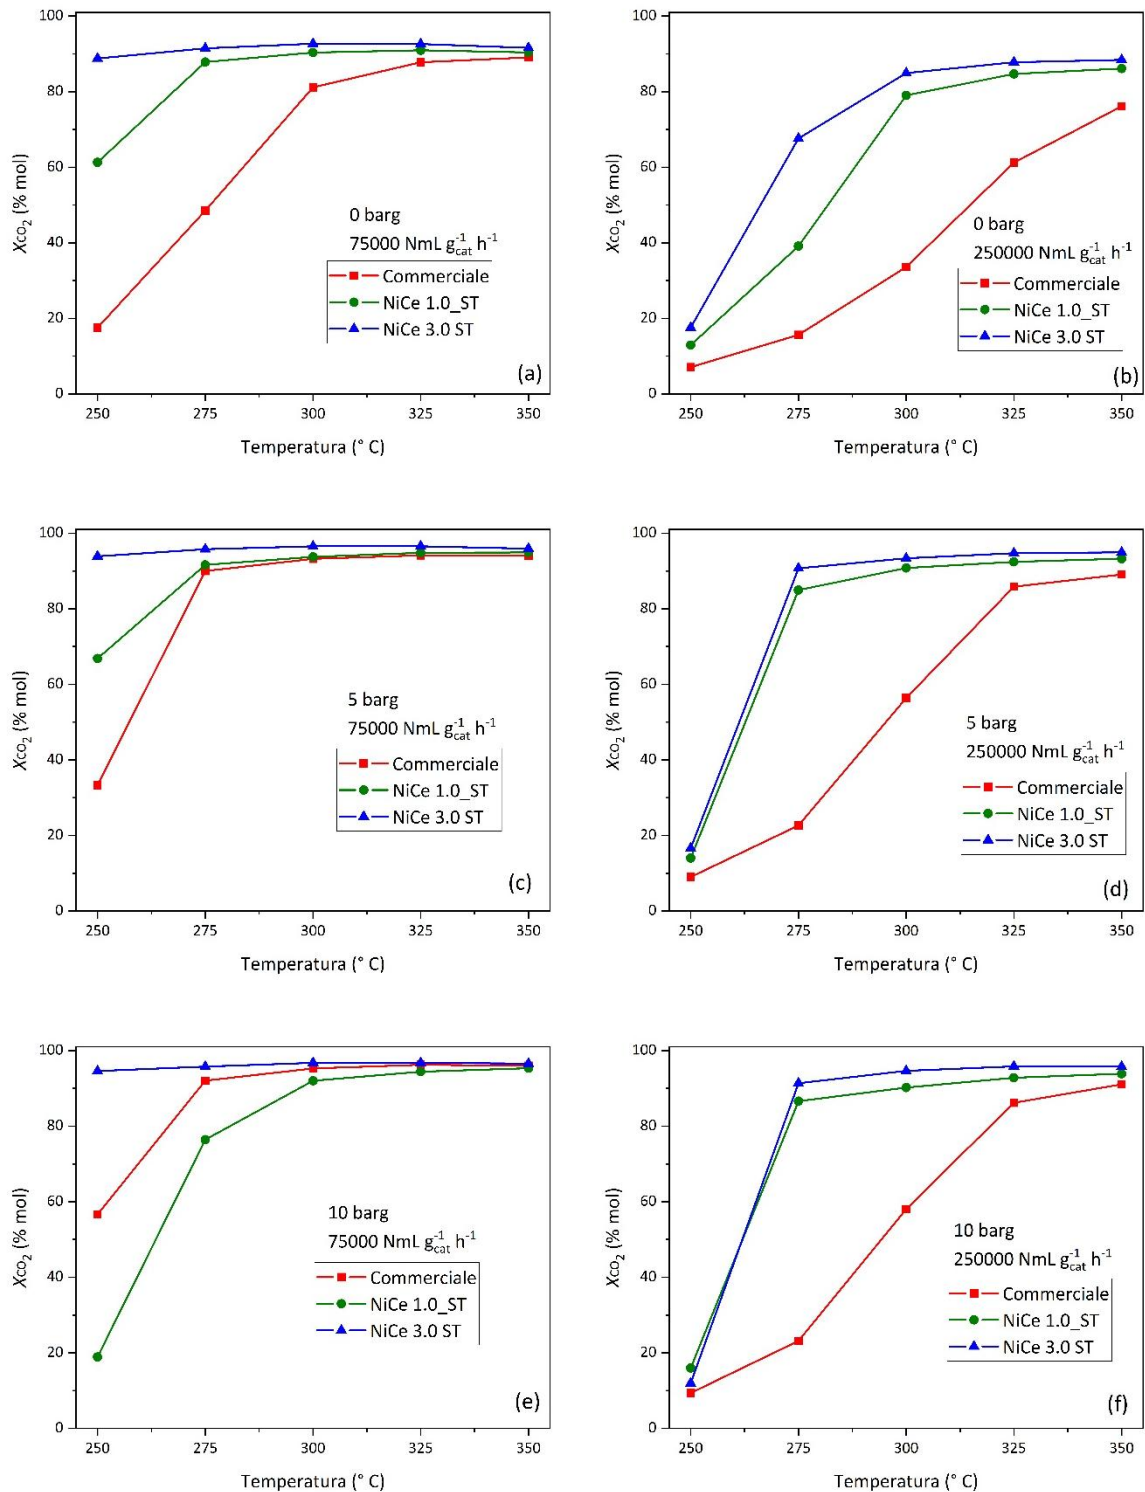 100
80
60
40
20
0
X_CO₂ (% mol)
0 barg
75000 NmL g_cat⁻¹ h⁻¹
Commerciale
NiCe 1.0_ST
NiCe 3.0 ST
(a)
250 275 300 325 350
Temperatura (° C)
100
80
60
40
20
0
X_CO₂ (% mol)
0 barg
250000 NmL g_cat⁻¹ h⁻¹
Commerciale
NiCe 1.0_ST
NiCe 3.0 ST
(b)
250 275 300 325 350
Temperatura (° C)
100
80
60
40
20
0
X_CO₂ (% mol)
5 barg
75000 NmL g_cat⁻¹ h⁻¹
Commerciale
NiCe 1.0_ST
NiCe 3.0 ST
(c)
250 275 300 325 350
Temperatura (° C)
100
80
60
40
20
0
X_CO₂ (% mol)
5 barg
250000 NmL g_cat⁻¹ h⁻¹
Commerciale
NiCe 1.0_ST
NiCe 3.0 ST
(d)
250 275 300 325 350
Temperatura (° C)
100
80
60
40
20
0
X_CO₂ (% mol)
10 barg
75000 NmL g_cat⁻¹ h⁻¹
Commerciale
NiCe 1.0_ST
NiCe 3.0 ST
(e)
250 275 300 325 350
Temperatura (° C)
100
80
60
40
20
0
X_CO₂ (% mol)
10 barg
250000 NmL g_cat⁻¹ h⁻¹
Commerciale
NiCe 1.0_ST
NiCe 3.0 ST
(f)
250 275 300 325 350
Temperatura (° C)